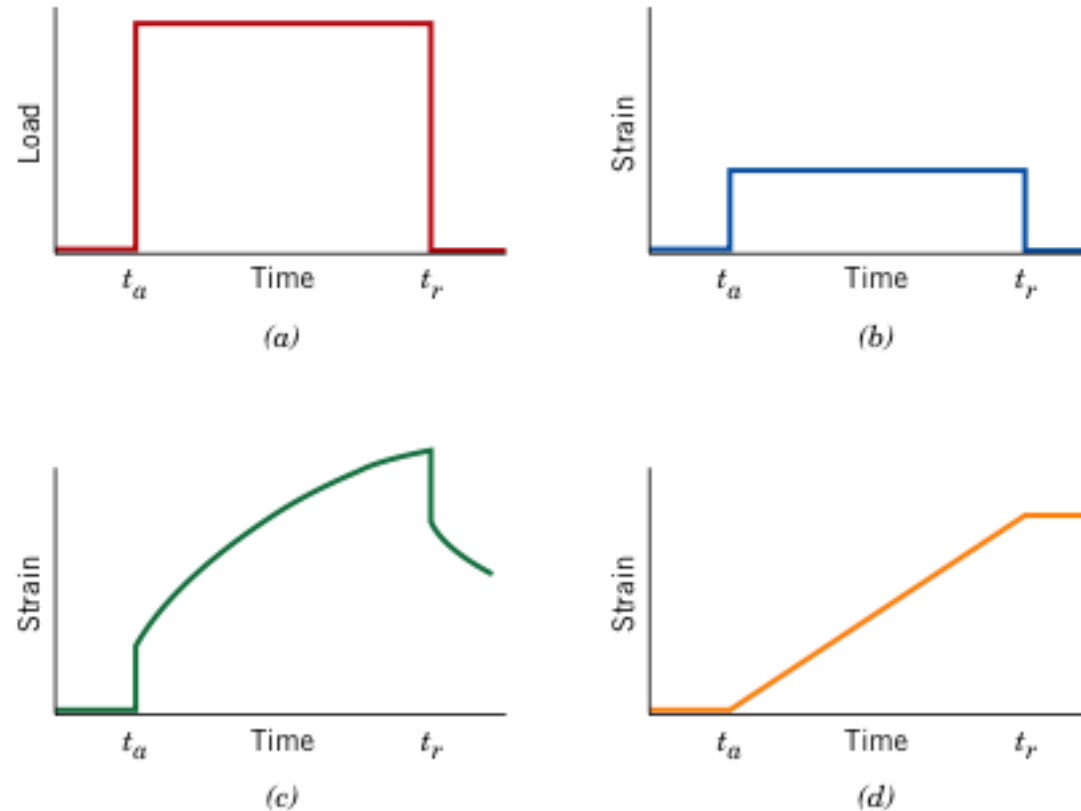 Load
t_a Time t_r
(a)
Strain
t_a Time t_r
(b)
Strain
t_a Time t_r
(c)
Strain
t_a Time t_r
(d)